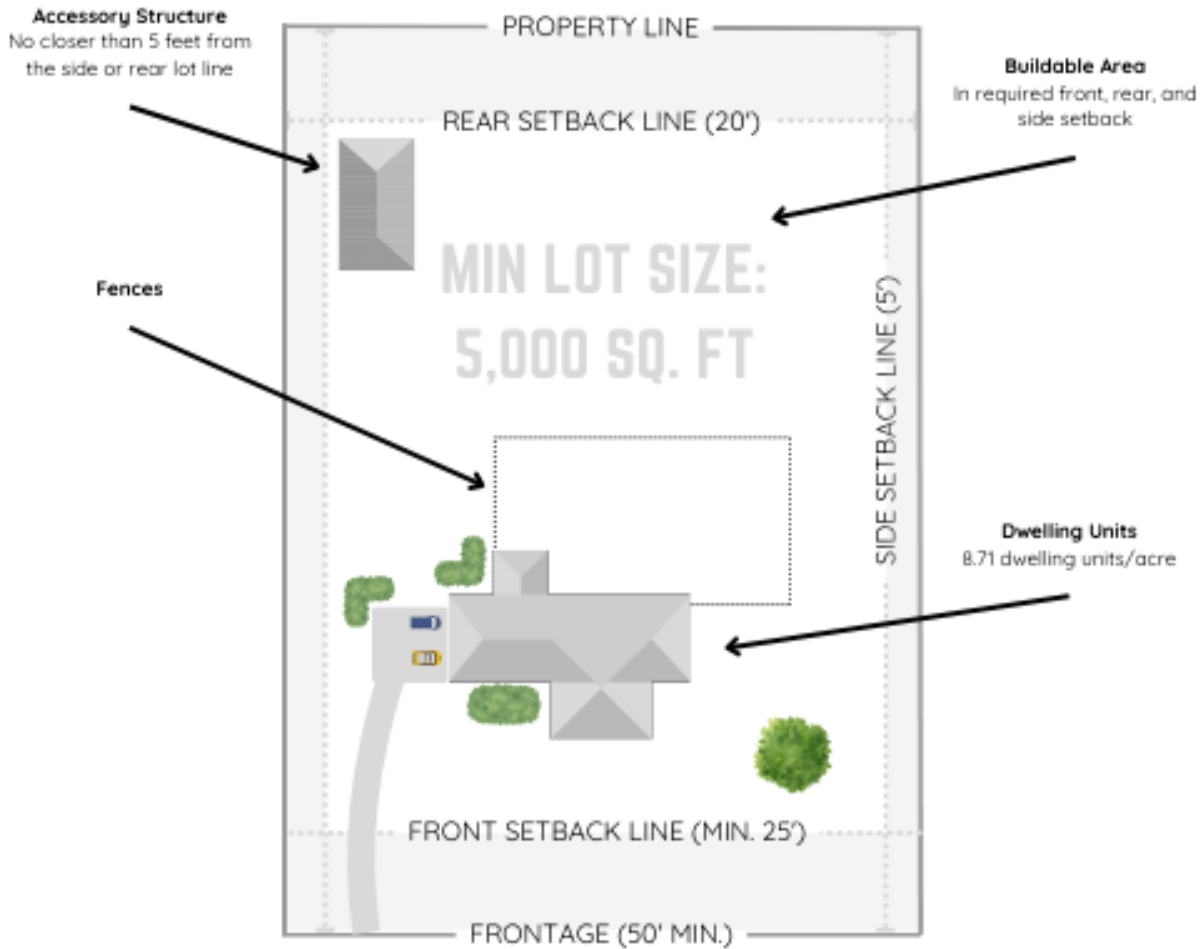 Accessory Structure
No closer than 5 feet from
the side or rear lot line
PROPERTY LINE
Buildable Area
In required front, rear, and
side setback
REAR SETBACK LINE (20')
MIN LOT SIZE:
5,000 SQ. FT
Fences
SIDE SETBACK LINE (5')
Dwelling Units
8.71 dwelling units/acre
FRONT SETBACK LINE (MIN. 25')
FRONTAGE (50' MIN.)